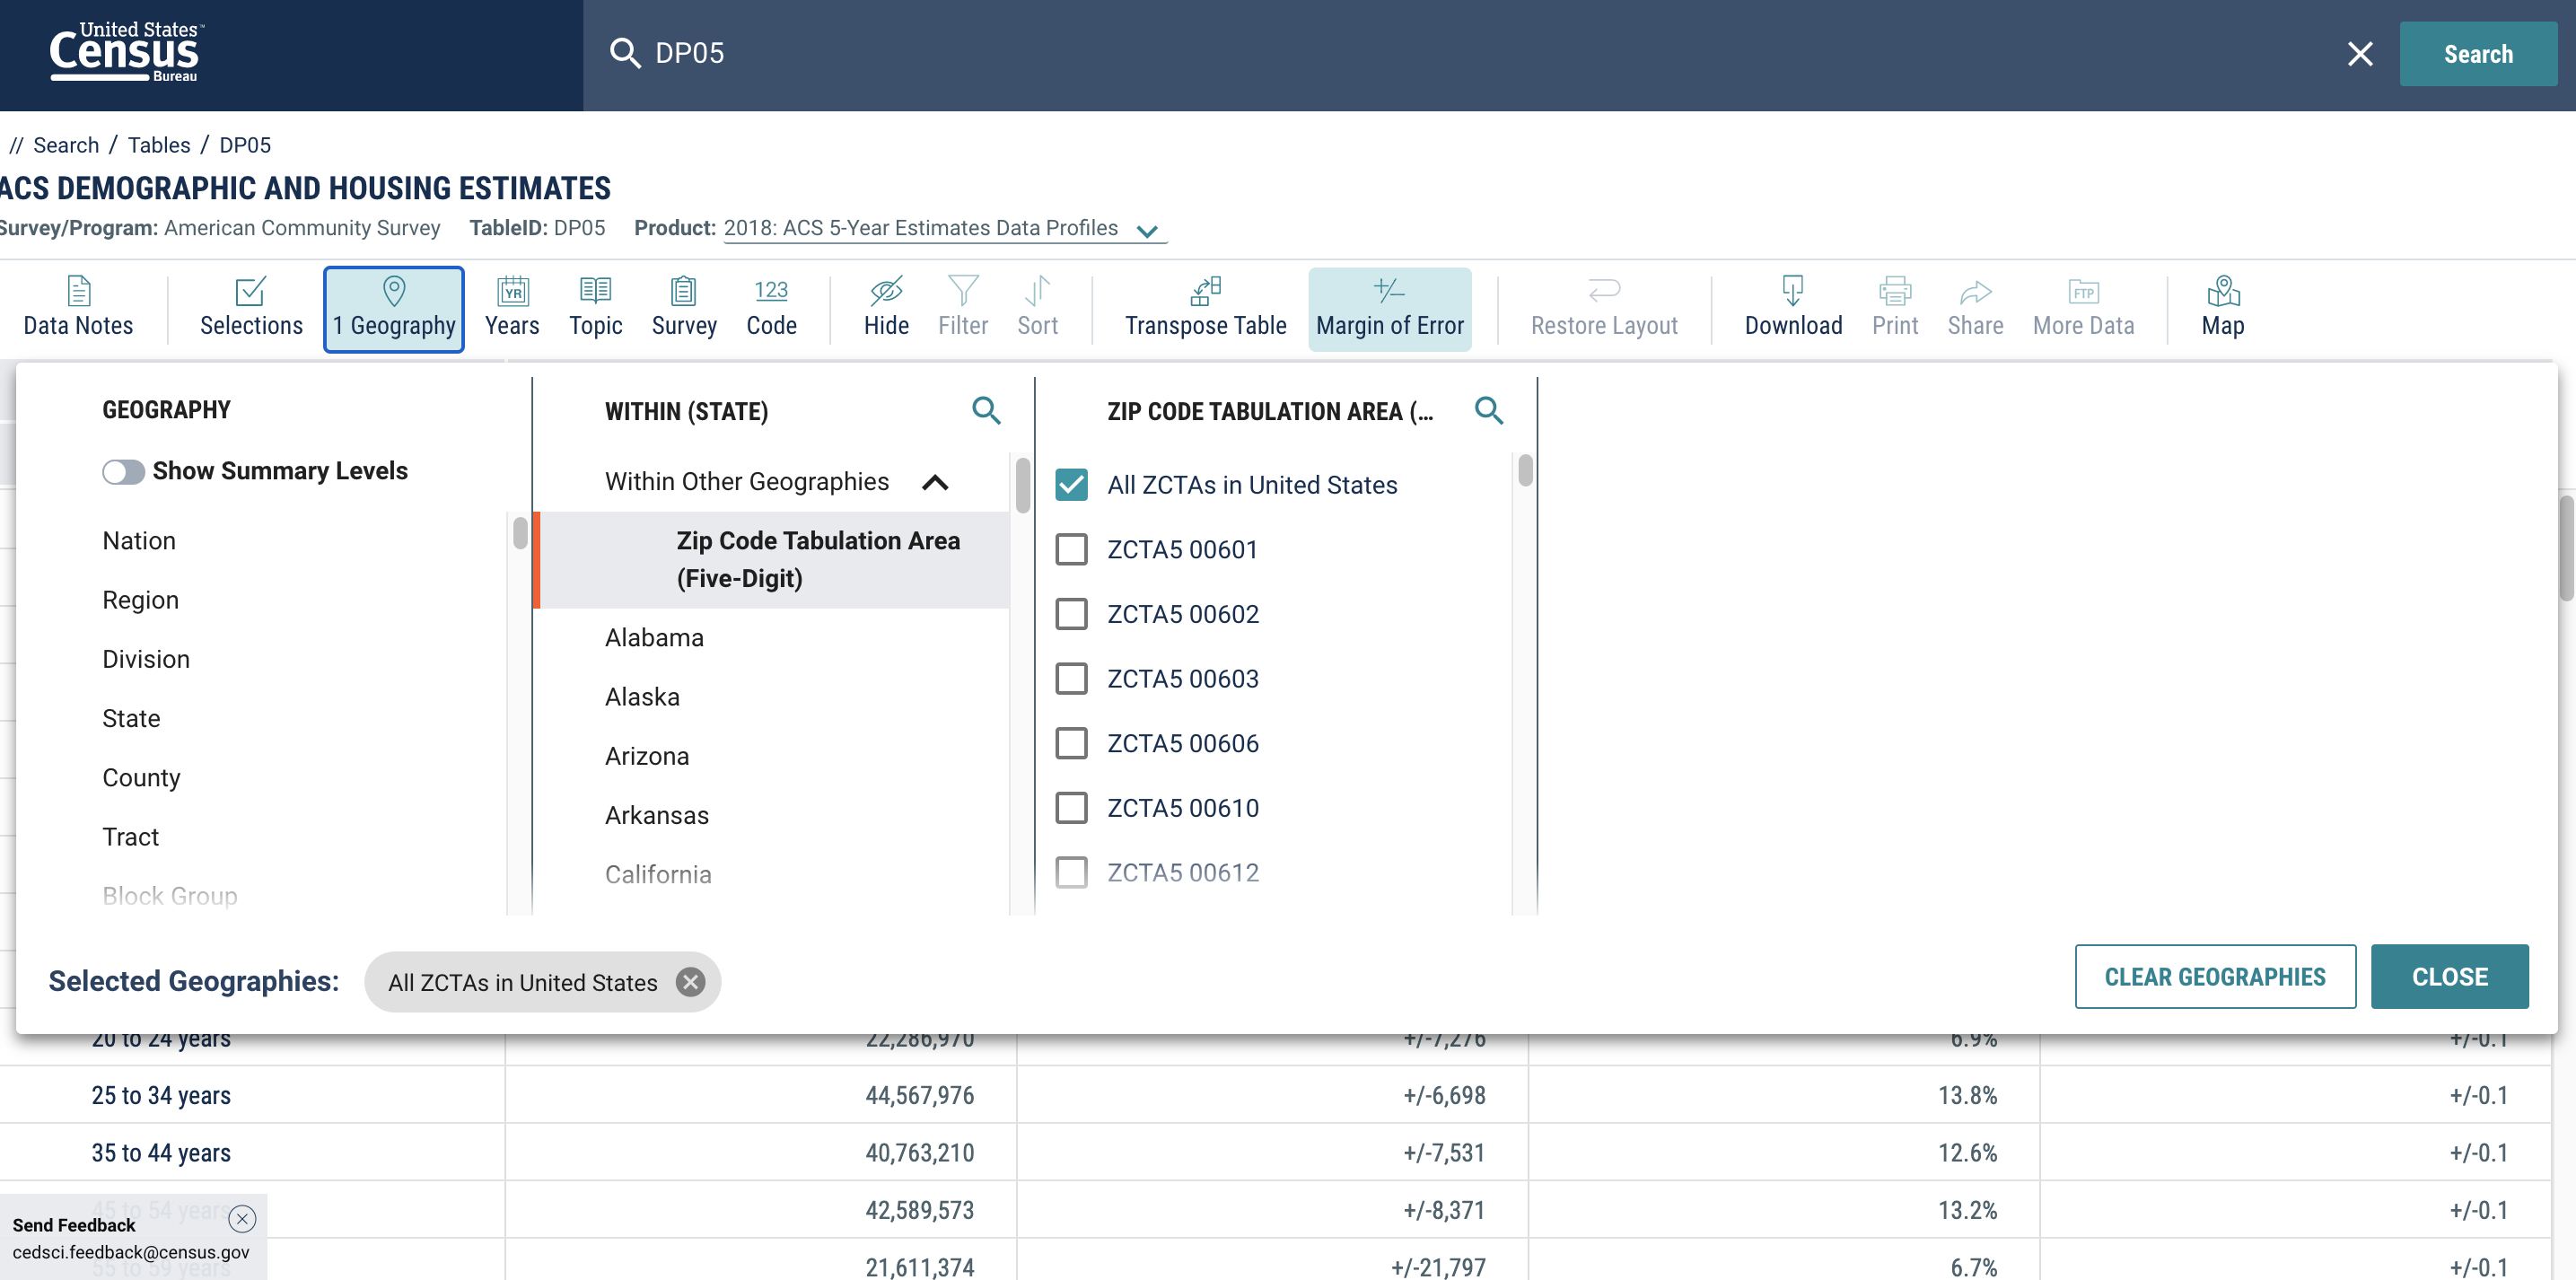 United States™
Census
Bureau
DP05
Search
// Search / Tables / DP05
ACS DEMOGRAPHIC AND HOUSING ESTIMATES
Survey/Program: American Community Survey TableID: DP05 Product: 2018: ACS 5-Year Estimates Data Profiles
YR 123 +/- FTP
Data Notes Selections 1 Geography Years Topic Survey Code Hide Filter Sort Transpose Table Margin of Error Restore Layout Download Print Share More Data Map
GEOGRAPHY
Show Summary Levels
Nation
Region
Division
State
County
Tract
Block Group
WITHIN (STATE)
Within Other Geographies
Zip Code Tabulation Area
(Five-Digit)
Alabama
Alaska
Arizona
Arkansas
California
ZIP CODE TABULATION AREA (...
All ZCTAs in United States
ZCTA5 00601
ZCTA5 00602
ZCTA5 00603
ZCTA5 00606
ZCTA5 00610
ZCTA5 00612
Selected Geographies: All ZCTAs in United States
CLEAR GEOGRAPHIES CLOSE
20 to 24 years 22,286,970 +/-7,276 6.9% +/-0.1
25 to 34 years 44,567,976 +/-6,698 13.8% +/-0.1
35 to 44 years 40,763,210 +/-7,531 12.6% +/-0.1
45 to 54 years 42,589,573 +/-8,371 13.2% +/-0.1
55 to 59 years 21,611,374 +/-21,797 6.7% +/-0.1
Send Feedback
cedsci.feedback@census.gov